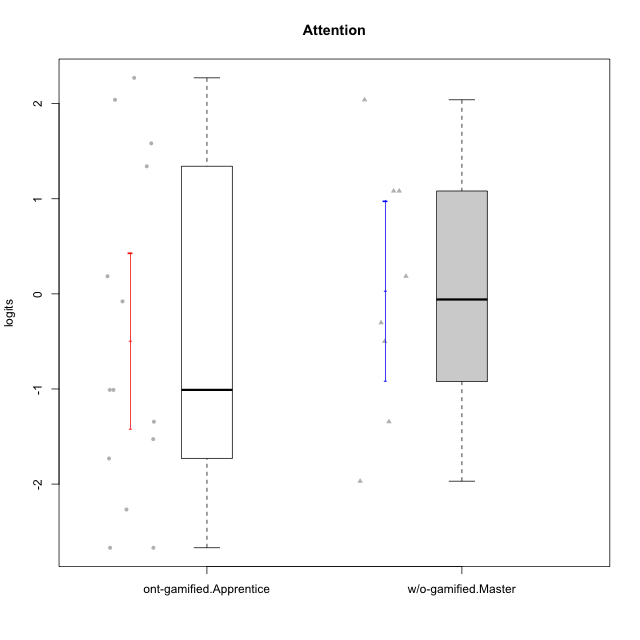 Attention
logits
2
1
0
-1
-2
ont-gamified.Apprentice
w/o-gamified.Master